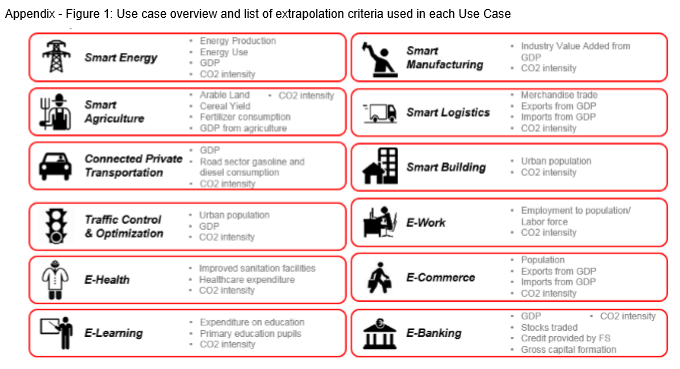 Appendix - Figure 1: Use case overview and list of extrapolation criteria used in each Use Case
Smart Energy
• Energy Production
• Energy Use
• GDP
• CO2 intensity
Smart
Manufacturing
• Industry Value Added from
GDP
• CO2 intensity
Smart
Agriculture
• Arable Land • CO2 intensity
• Cereal Yield
• Fertilizer consumption
• GDP from agriculture
Smart Logistics
• Merchandise trade
• Exports from GDP
• Imports from GDP
• CO2 intensity
Connected Private
Transportation
• GDP
• Road sector gasoline and
diesel consumption
• CO2 intensity
Smart Building
• Urban population
• CO2 intensity
Traffic Control
& Optimization
• Urban population
• GDP
• CO2 intensity
E-Work
• Employment to population/
Labor force
• CO2 intensity
E-Health
• Improved sanitation facilities
• Healthcare expenditure
• CO2 intensity
E-Commerce
• Population
• Exports from GDP
• Imports from GDP
• CO2 intensity
E-Learning
• Expenditure on education
• Primary education pupils
• CO2 intensity
E-Banking
• GDP • CO2 intensity
• Stocks traded
• Credit provided by FS
• Gross capital formation